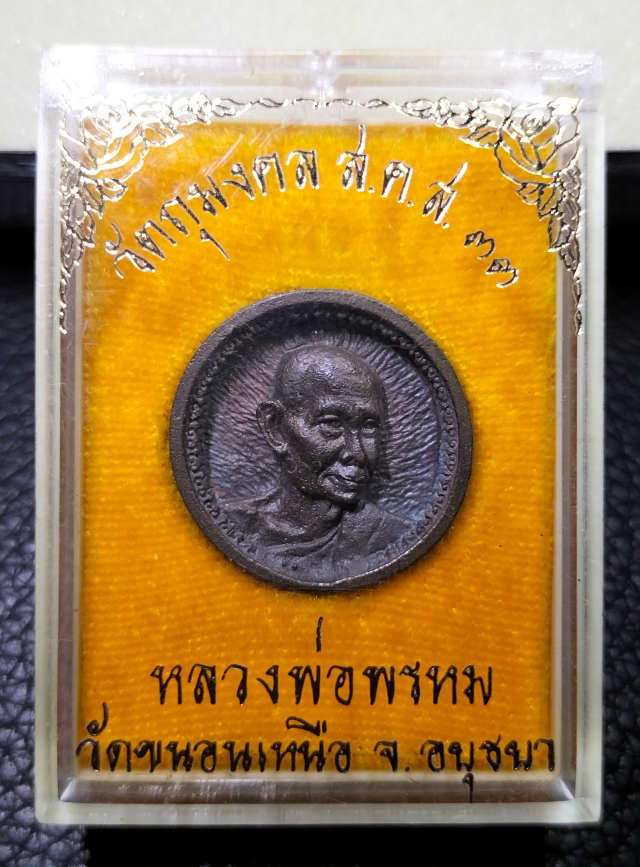 วัตถุมงคล ส.ค.ส. ๓๓
หลวงพ่อพรหม
วัดขนอนเหนือ จ. อยุธยา